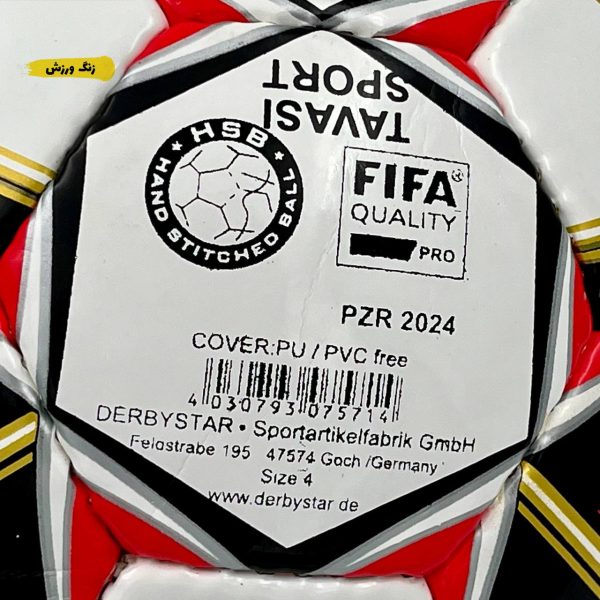 زنگ ورزش
TAVASI
SPORT
HSB
HAND STITCHED BALL
FIFA
QUALITY
PRO
PZR 2024
COVER:PU / PVC free
4 030793 075714
DERBYSTAR • Sportartikelfabrik GmbH
Felostrabe 195 47574 Goch /Germany
Size 4
www.derbystar de